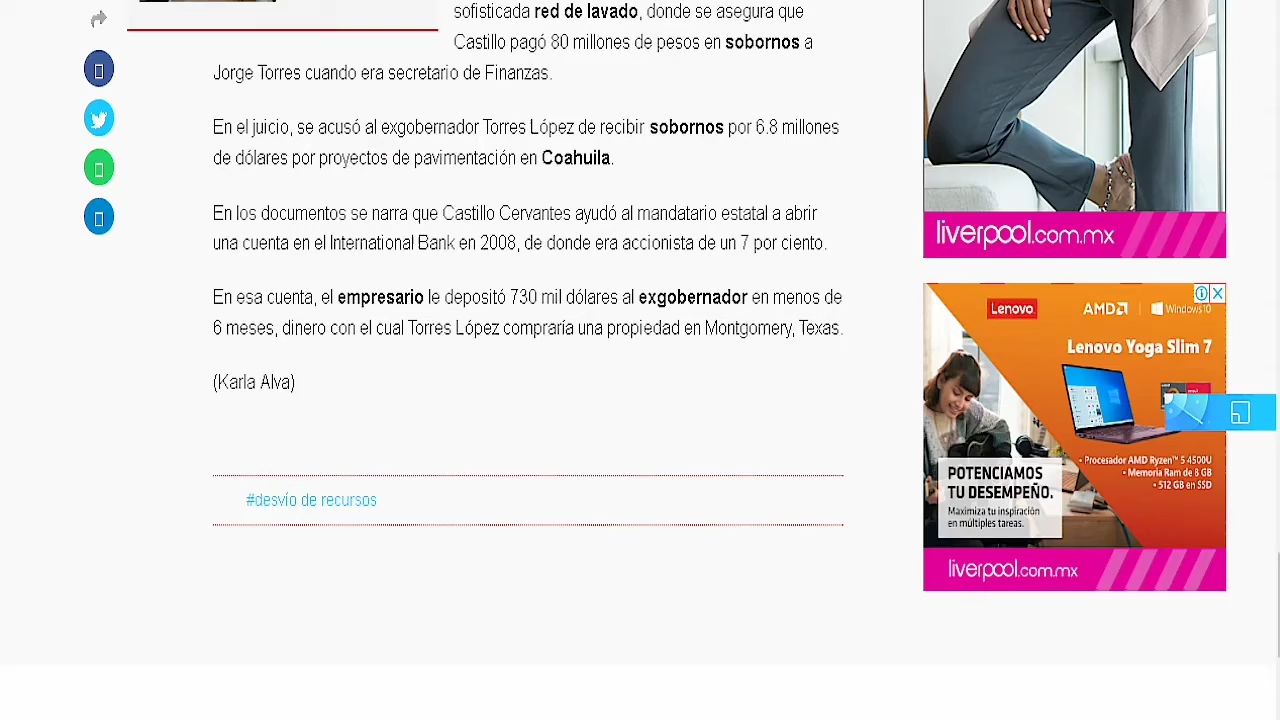 sofisticada red de lavado, donde se asegura que
Castillo pagó 80 millones de pesos en sobornos a
Jorge Torres cuando era secretario de Finanzas.
En el juicio, se acusó al exgobernador Torres López de recibir sobornos por 6.8 millones
de dólares por proyectos de pavimentación en Coahuila.
En los documentos se narra que Castillo Cervantes ayudó al mandatario estatal a abrir
una cuenta en el International Bank en 2008, de donde era accionista de un 7 por ciento.
En esa cuenta, el empresario le depositó 730 mil dólares al exgobernador en menos de
6 meses, dinero con el cual Torres López compraría una propiedad en Montgomery, Texas.
(Karla Alva)
#desvío de recursos
liverpool.com.mx
Lenovo. AMD | Windows10
Lenovo Yoga Slim 7
• Procesador AMD Ryzen™ 5 4500U
• Memoria Ram de 8 GB
• 512 GB en SSD
POTENCIAMOS
TU DESEMPEÑO.
Maximiza tu inspiración
en múltiples tareas.
liverpool.com.mx